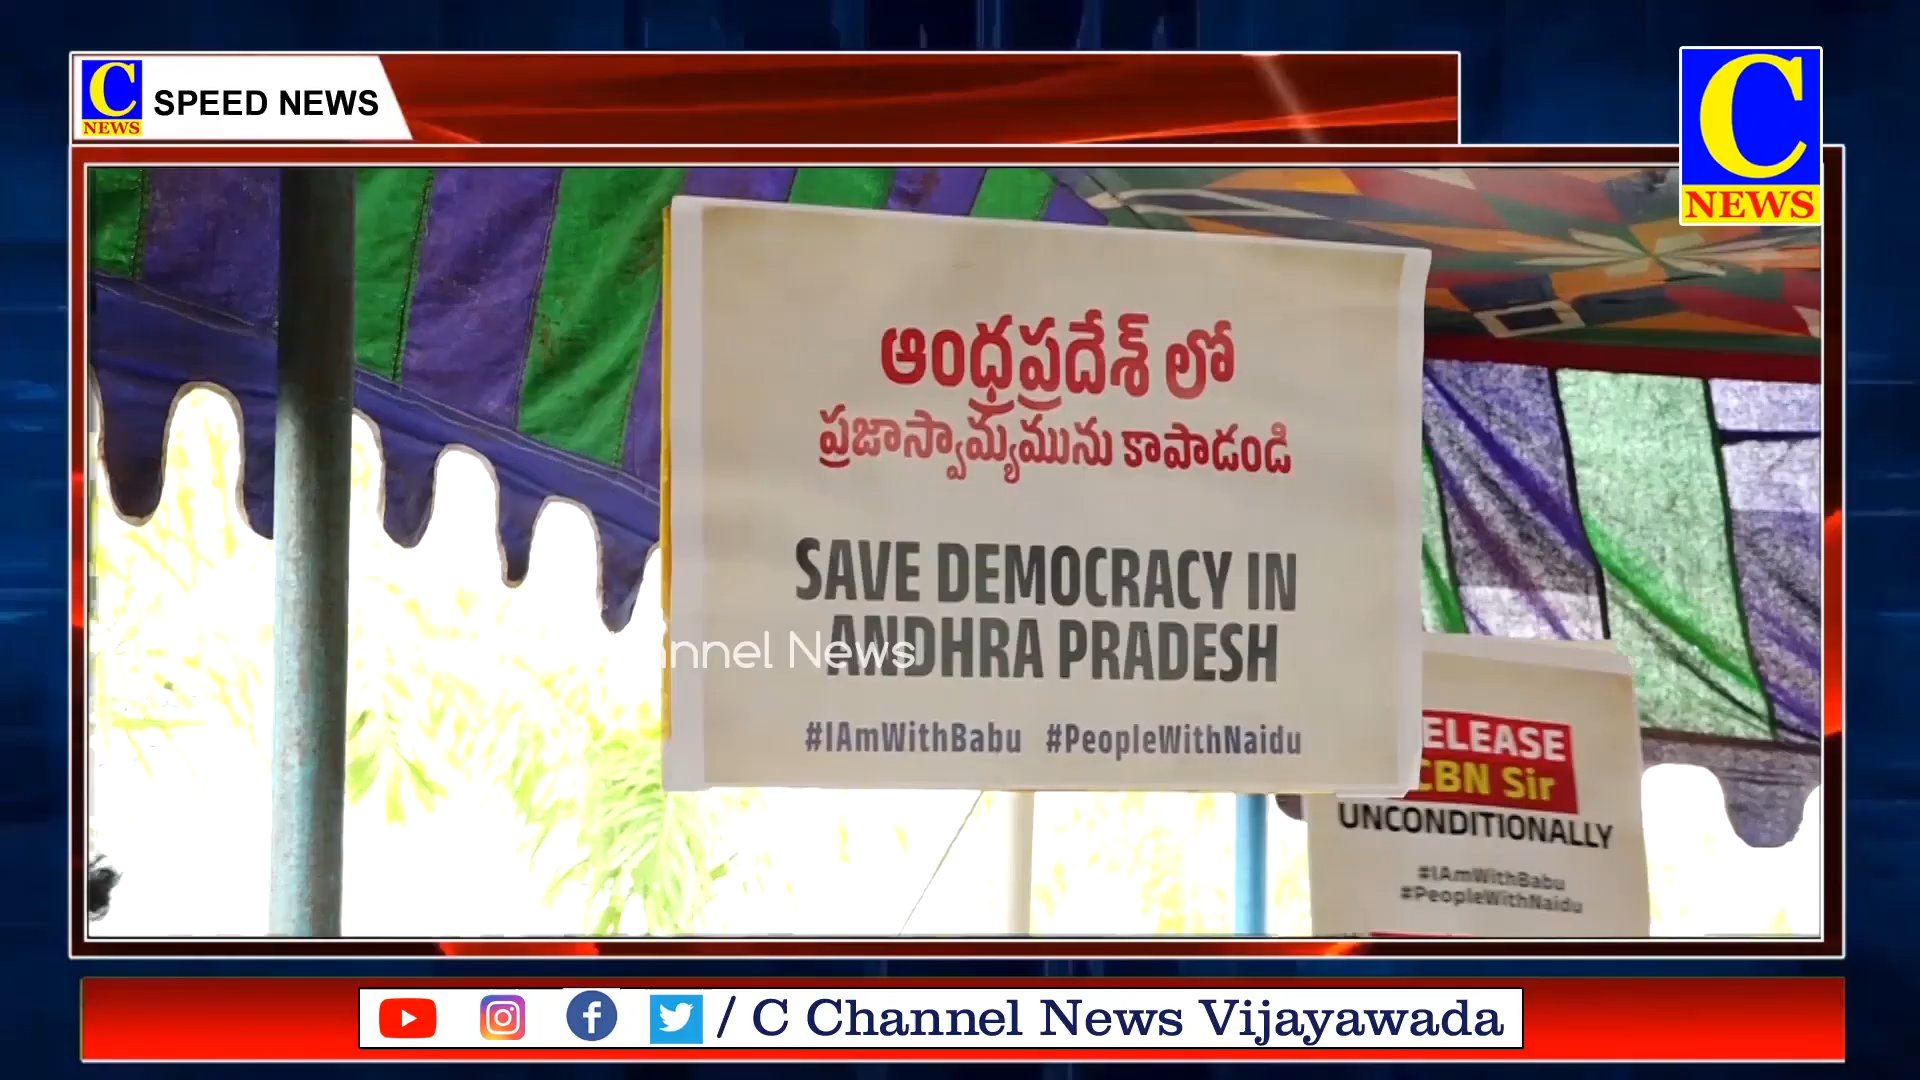 C
NEWS
SPEED NEWS
C
NEWS
ఆంధ్రప్రదేశ్ లో
ప్రజాస్వామ్యమును కాపాడండి
SAVE DEMOCRACY IN
ANDHRA PRADESH
#IAmWithBabu #PeopleWithNaidu
nnel News
ELEASE
CBN Sir
UNCONDITIONALLY
#IAmWithBabu
#PeopleWithNaidu
/ C Channel News Vijayawada